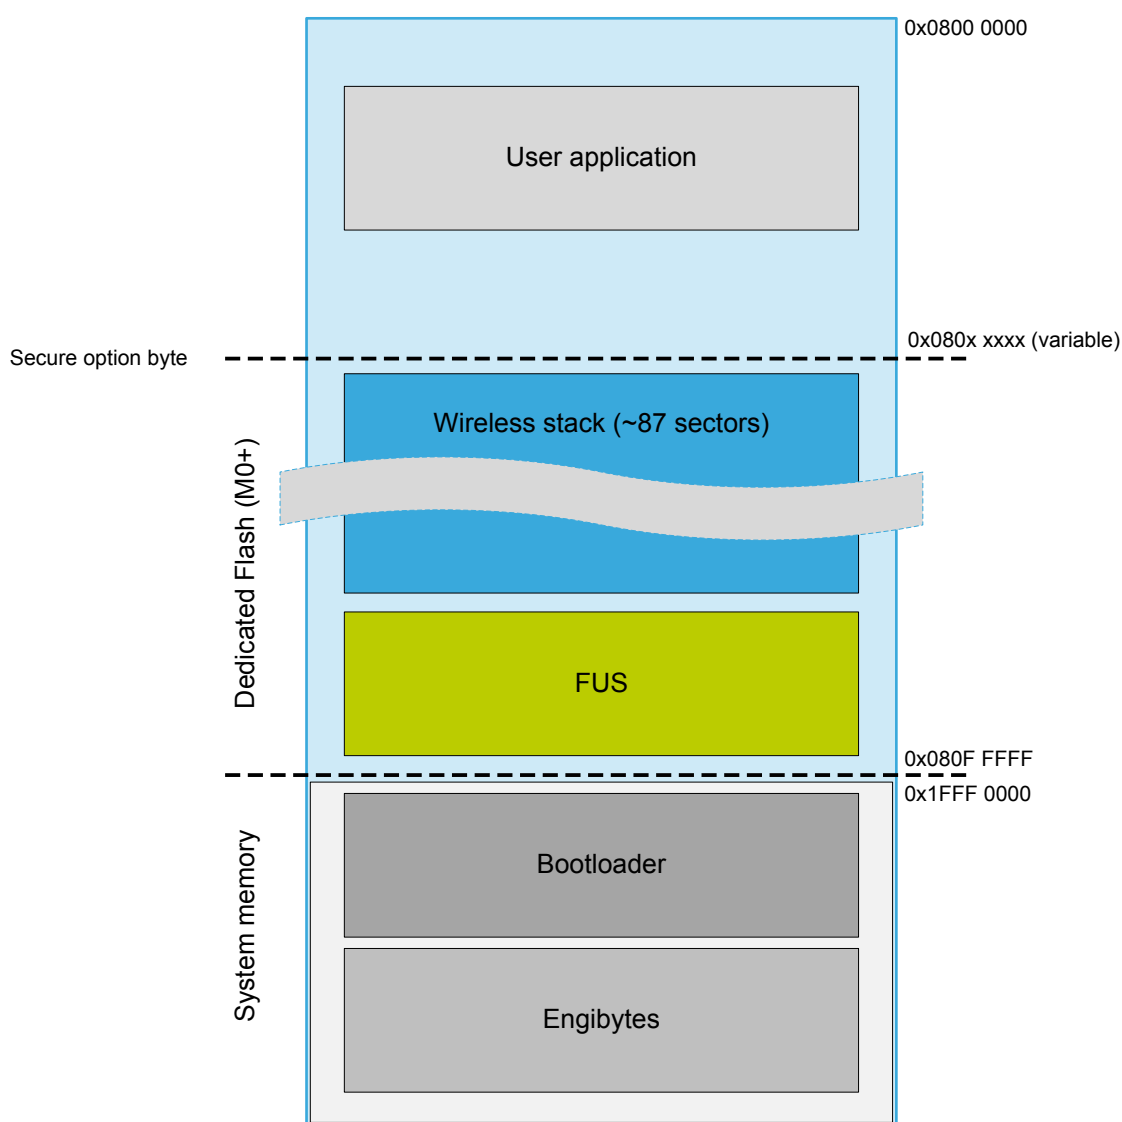 0x0800 0000
User application
0x080x xxxx (variable)
Secure option byte
Wireless stack (~87 sectors)
Dedicated Flash (M0+)
FUS
0x080F FFFF
0x1FFF 0000
Bootloader
System memory
Engibytes